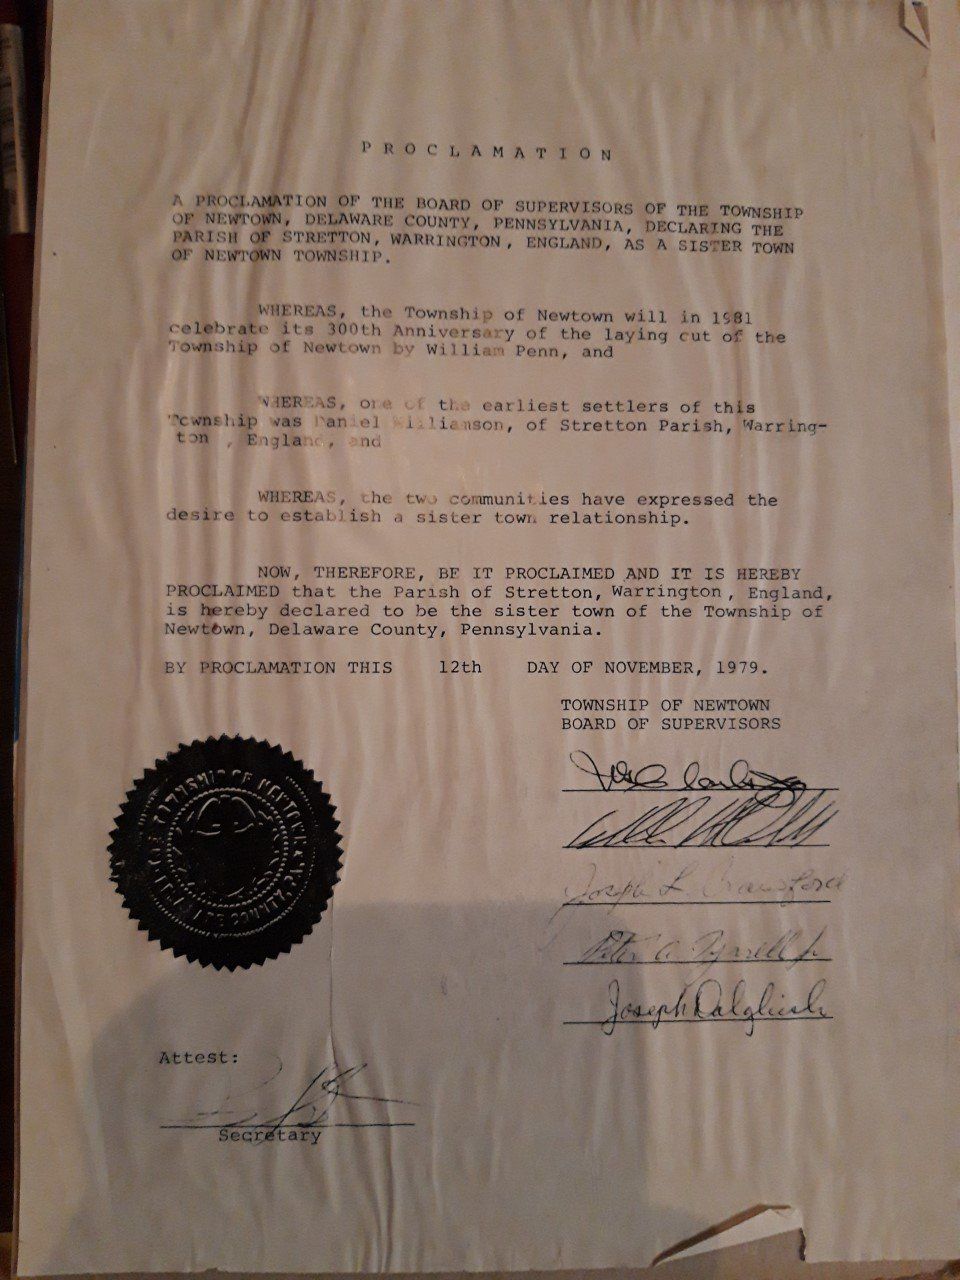 PROCLAMATION
A PROCLAMATION OF THE BOARD OF SUPERVISORS OF THE TOWNSHIP
OF NEWTOWN, DELAWARE COUNTY, PENNSYLVANIA, DECLARING THE
PARISH OF STRETTON, WARRINGTON, ENGLAND, AS A SISTER TOWN
OF NEWTOWN TOWNSHIP.
WHEREAS, the Township of Newtown will in 1981
celebrate its 300th Anniversary of the laying out of the
Township of Newtown by William Penn, and
WHEREAS, one of the earliest settlers of this
Township was Daniel Williamson, of Stretton Parish, Warring-
ton , England, and
WHEREAS, the two communities have expressed the
desire to establish a sister town relationship.
NOW, THEREFORE, BE IT PROCLAIMED AND IT IS HEREBY
PROCLAIMED that the Parish of Stretton, Warrington, England,
is hereby declared to be the sister town of the Township of
Newtown, Delaware County, Pennsylvania.
BY PROCLAMATION THIS 12th DAY OF NOVEMBER, 1979.
TOWNSHIP OF NEWTOWN
BOARD OF SUPERVISORS
Joseph L. Crawford
Peter A. Tyrrell Jr
Joseph Dalgliesh
TOWNSHIP OF NEWTOWN
COUNTY
Attest:
Secretary